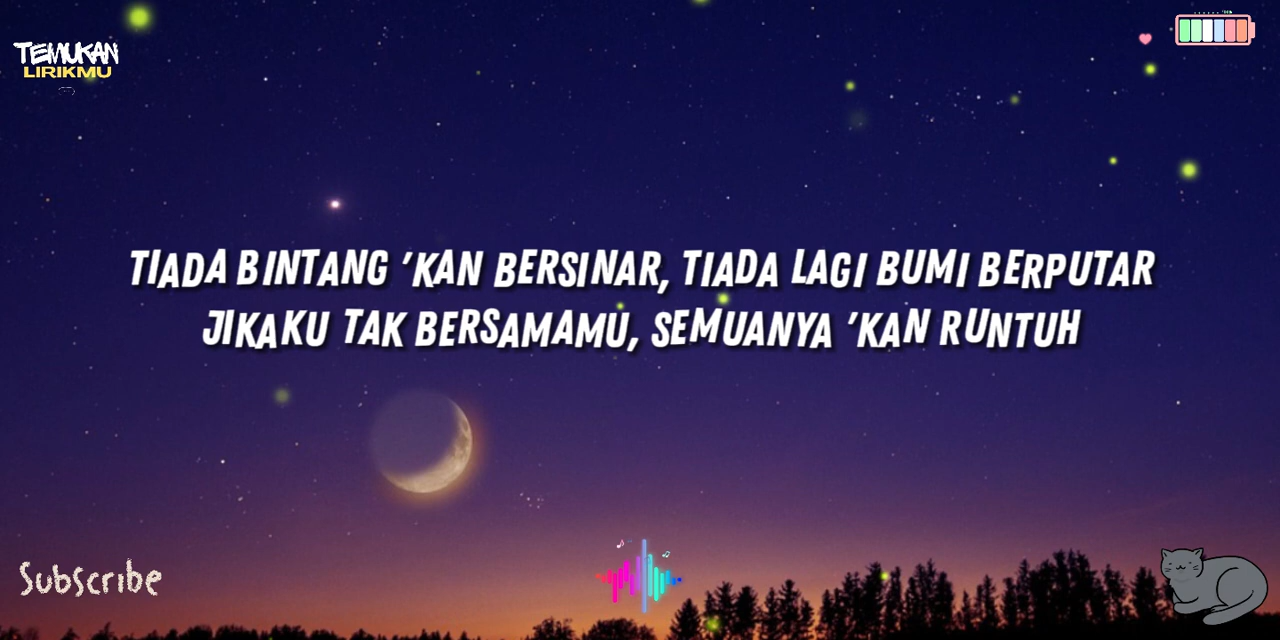 TEMUKAN
LIRIKMU
TIADA BINTANG 'KAN BERSINAR, TIADA LAGI BUMI BERPUTAR
JIKAKU TAK BERSAMAMU, SEMUANYA 'KAN RUNTUH
Subscribe